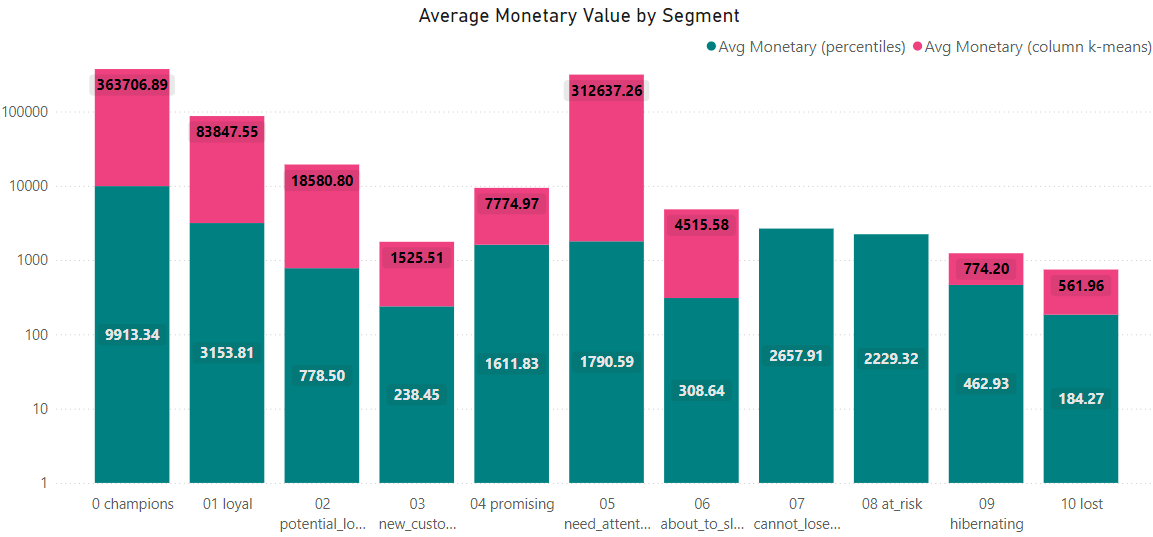 Average Monetary Value by Segment
Avg Monetary (percentiles) Avg Monetary (column k-means)
100000
10000
1000
100
10
1
363706.89
83847.55
18580.80
1525.51
7774.97
312637.26
4515.58
774.20
561.96
9913.34
3153.81
778.50
238.45
1611.83
1790.59
308.64
2657.91
2229.32
462.93
184.27
0 champions
01 loyal
02
potential_lo...
03
new_custo...
04 promising
05
need_attent...
06
about_to_sl...
07
cannot_lose...
08 at_risk
09
hibernating
10 lost